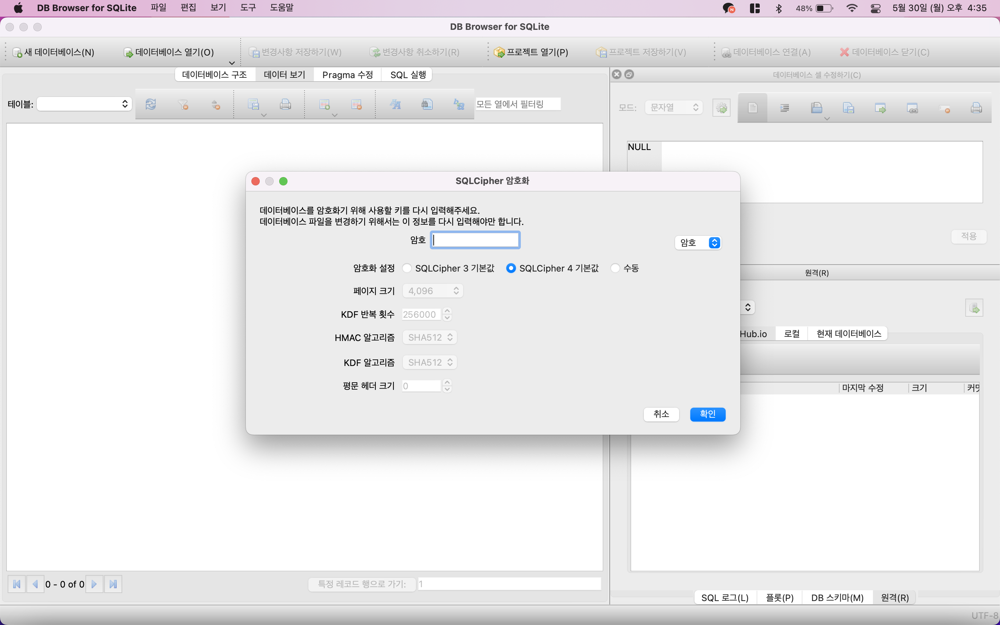 DB Browser for SQLite 파일 편집 보기 도구 도움말 48% 5월 30일 (월) 오후 4:35
DB Browser for SQLite
새 데이터베이스(N) 데이터베이스 열기(O) 변경사항 저장하기(W) 변경사항 취소하기(R) 프로젝트 열기(P) 프로젝트 저장하기(V) 데이터베이스 연결(A) 데이터베이스 닫기(C)
데이터베이스 구조 데이터 보기 Pragma 수정 SQL 실행
데이터베이스 셀 수정하기(C)
테이블: 모든 열에서 필터링
모드: 문자열
NULL
SQLCipher 암호화
데이터베이스를 암호화기 위해 사용할 키를 다시 입력해주세요.
데이터베이스 파일을 변경하기 위해서는 이 정보를 다시 입력해야만 합니다.
암호 암호
암호화 설정 SQLCipher 3 기본값 SQLCipher 4 기본값 수동
페이지 크기 4,096
KDF 반복 횟수 256000
HMAC 알고리즘 SHA512
KDF 알고리즘 SHA512
평문 헤더 크기 0
취소 확인
적용
원격(R)
Hub.io 로컬 현재 데이터베이스
마지막 수정 크기
0 - 0 of 0 특정 레코드 행으로 가기: 1
SQL 로그(L) 플롯(P) DB 스키마(M) 원격(R)
UTF-8